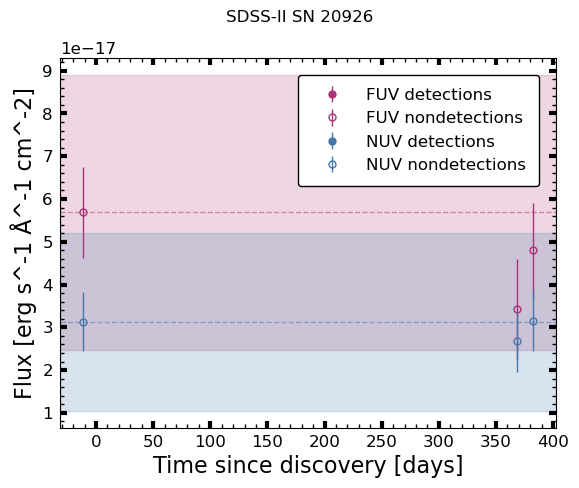 SDSS-II SN 20926
1e−17
9
8
7
6
5
4
3
2
1
Flux [erg s^-1 Å^-1 cm^-2]
FUV detections
FUV nondetections
NUV detections
NUV nondetections
0 50 100 150 200 250 300 350 400
Time since discovery [days]